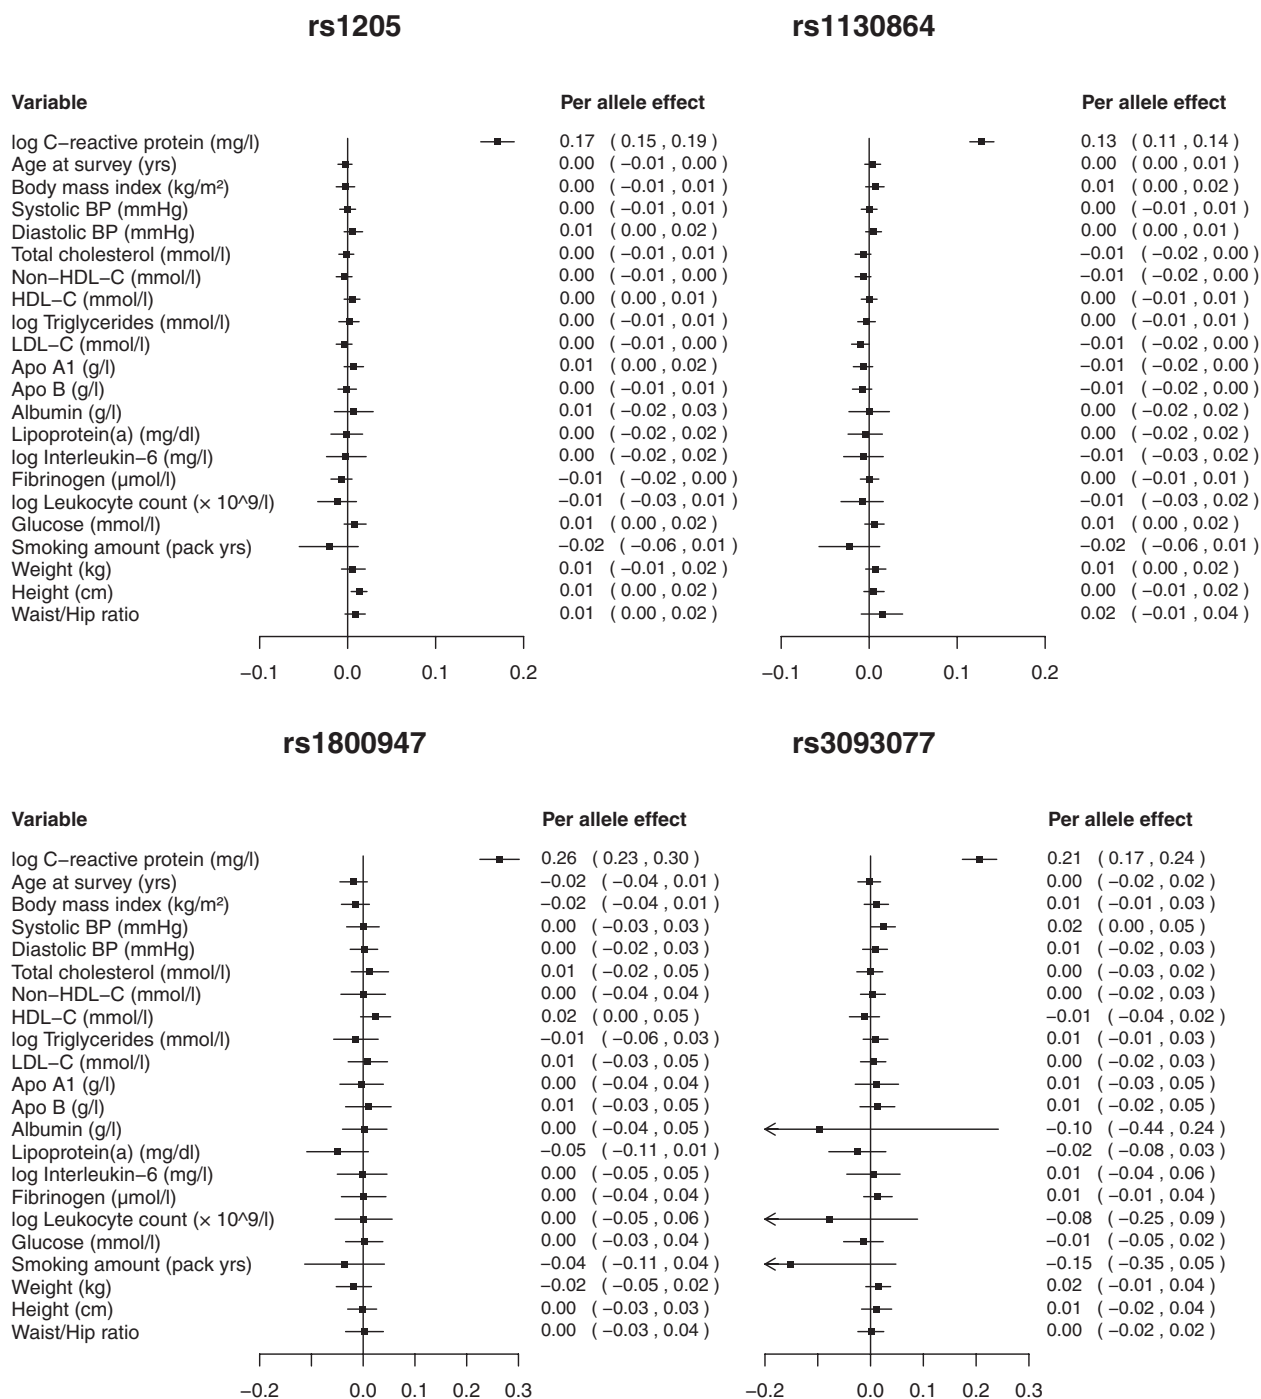 rs1205 rs1130864
Variable Per allele effect Per allele effect
log C−reactive protein (mg/l) 0.17 ( 0.15 , 0.19 ) 0.13 ( 0.11 , 0.14 )
Age at survey (yrs) 0.00 ( −0.01 , 0.00 ) 0.00 ( 0.00 , 0.01 )
Body mass index (kg/m²) 0.00 ( −0.01 , 0.01 ) 0.01 ( 0.00 , 0.02 )
Systolic BP (mmHg) 0.00 ( −0.01 , 0.01 ) 0.00 ( −0.01 , 0.01 )
Diastolic BP (mmHg) 0.01 ( 0.00 , 0.02 ) 0.00 ( 0.00 , 0.01 )
Total cholesterol (mmol/l) 0.00 ( −0.01 , 0.01 ) −0.01 ( −0.02 , 0.00 )
Non−HDL−C (mmol/l) 0.00 ( −0.01 , 0.00 ) −0.01 ( −0.02 , 0.00 )
HDL−C (mmol/l) 0.00 ( 0.00 , 0.01 ) 0.00 ( −0.01 , 0.01 )
log Triglycerides (mmol/l) 0.00 ( −0.01 , 0.01 ) 0.00 ( −0.01 , 0.01 )
LDL−C (mmol/l) 0.00 ( −0.01 , 0.00 ) −0.01 ( −0.02 , 0.00 )
Apo A1 (g/l) 0.01 ( 0.00 , 0.02 ) −0.01 ( −0.02 , 0.00 )
Apo B (g/l) 0.00 ( −0.01 , 0.01 ) −0.01 ( −0.02 , 0.00 )
Albumin (g/l) 0.01 ( −0.02 , 0.03 ) 0.00 ( −0.02 , 0.02 )
Lipoprotein(a) (mg/dl) 0.00 ( −0.02 , 0.02 ) 0.00 ( −0.02 , 0.02 )
log Interleukin−6 (mg/l) 0.00 ( −0.02 , 0.02 ) −0.01 ( −0.03 , 0.02 )
Fibrinogen (µmol/l) −0.01 ( −0.02 , 0.00 ) 0.00 ( −0.01 , 0.01 )
log Leukocyte count (× 10^9/l) −0.01 ( −0.03 , 0.01 ) −0.01 ( −0.03 , 0.02 )
Glucose (mmol/l) 0.01 ( 0.00 , 0.02 ) 0.01 ( 0.00 , 0.02 )
Smoking amount (pack yrs) −0.02 ( −0.06 , 0.01 ) −0.02 ( −0.06 , 0.01 )
Weight (kg) 0.01 ( −0.01 , 0.02 ) 0.01 ( 0.00 , 0.02 )
Height (cm) 0.01 ( 0.00 , 0.02 ) 0.00 ( −0.01 , 0.02 )
Waist/Hip ratio 0.01 ( 0.00 , 0.02 ) 0.02 ( −0.01 , 0.04 )
−0.1 0.0 0.1 0.2 −0.1 0.0 0.1 0.2
rs1800947 rs3093077
Variable Per allele effect Per allele effect
log C−reactive protein (mg/l) 0.26 ( 0.23 , 0.30 ) 0.21 ( 0.17 , 0.24 )
Age at survey (yrs) −0.02 ( −0.04 , 0.01 ) 0.00 ( −0.02 , 0.02 )
Body mass index (kg/m²) −0.02 ( −0.04 , 0.01 ) 0.01 ( −0.01 , 0.03 )
Systolic BP (mmHg) 0.00 ( −0.03 , 0.03 ) 0.02 ( 0.00 , 0.05 )
Diastolic BP (mmHg) 0.00 ( −0.02 , 0.03 ) 0.01 ( −0.02 , 0.03 )
Total cholesterol (mmol/l) 0.01 ( −0.02 , 0.05 ) 0.00 ( −0.03 , 0.02 )
Non−HDL−C (mmol/l) 0.00 ( −0.04 , 0.04 ) 0.00 ( −0.02 , 0.03 )
HDL−C (mmol/l) 0.02 ( 0.00 , 0.05 ) −0.01 ( −0.04 , 0.02 )
log Triglycerides (mmol/l) −0.01 ( −0.06 , 0.03 ) 0.01 ( −0.01 , 0.03 )
LDL−C (mmol/l) 0.01 ( −0.03 , 0.05 ) 0.00 ( −0.02 , 0.03 )
Apo A1 (g/l) 0.00 ( −0.04 , 0.04 ) 0.01 ( −0.03 , 0.05 )
Apo B (g/l) 0.01 ( −0.03 , 0.05 ) 0.01 ( −0.02 , 0.05 )
Albumin (g/l) 0.00 ( −0.04 , 0.05 ) −0.10 ( −0.44 , 0.24 )
Lipoprotein(a) (mg/dl) −0.05 ( −0.11 , 0.01 ) −0.02 ( −0.08 , 0.03 )
log Interleukin−6 (mg/l) 0.00 ( −0.05 , 0.05 ) 0.01 ( −0.04 , 0.06 )
Fibrinogen (µmol/l) 0.00 ( −0.04 , 0.04 ) 0.01 ( −0.01 , 0.04 )
log Leukocyte count (× 10^9/l) 0.00 ( −0.05 , 0.06 ) −0.08 ( −0.25 , 0.09 )
Glucose (mmol/l) 0.00 ( −0.03 , 0.04 ) −0.01 ( −0.05 , 0.02 )
Smoking amount (pack yrs) −0.04 ( −0.11 , 0.04 ) −0.15 ( −0.35 , 0.05 )
Weight (kg) −0.02 ( −0.05 , 0.02 ) 0.02 ( −0.01 , 0.04 )
Height (cm) 0.00 ( −0.03 , 0.03 ) 0.01 ( −0.02 , 0.04 )
Waist/Hip ratio 0.00 ( −0.03 , 0.04 ) 0.00 ( −0.02 , 0.02 )
−0.2 0.0 0.1 0.2 0.3 −0.2 0.0 0.1 0.2 0.3